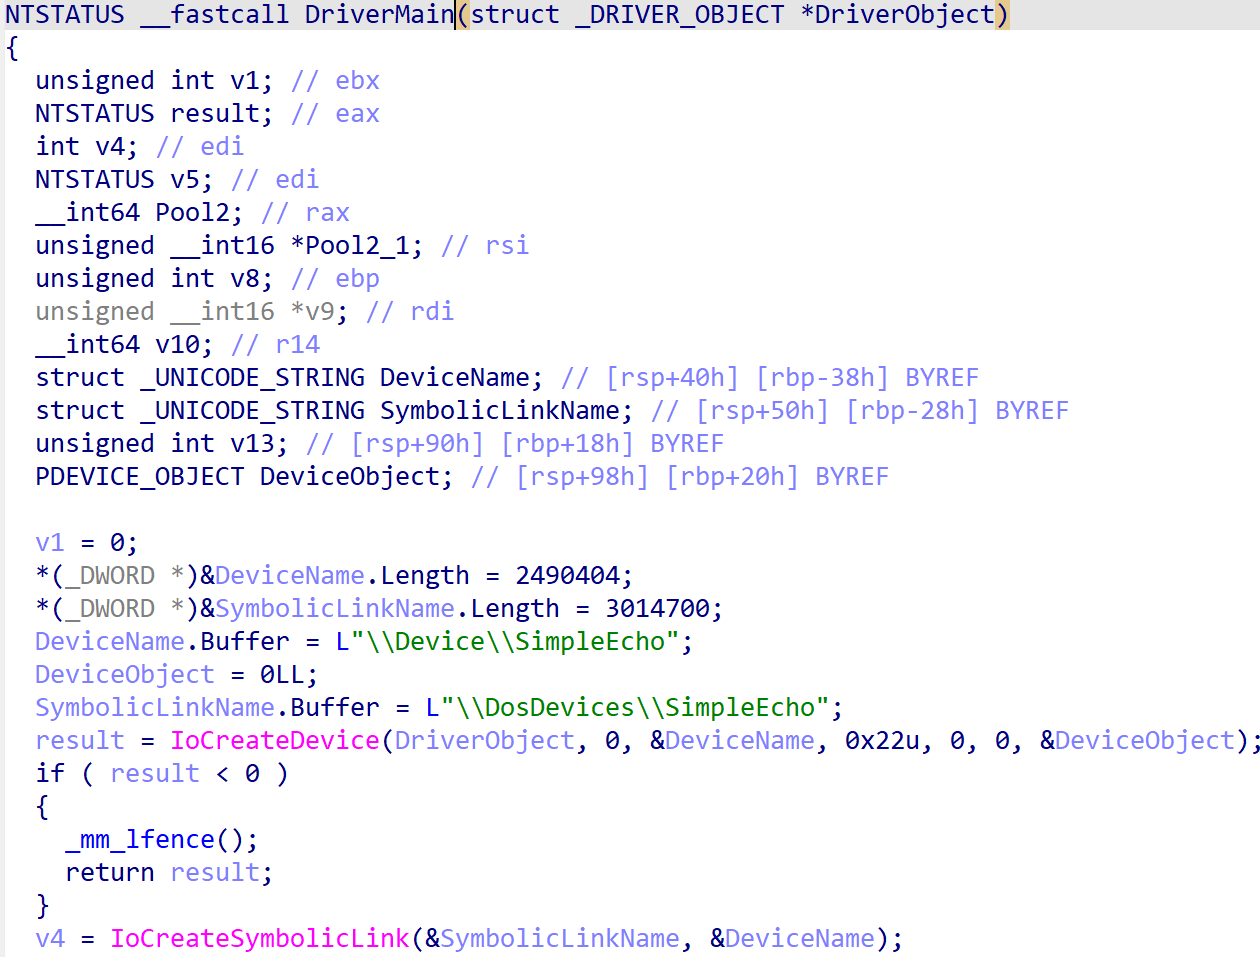 NTSTATUS __fastcall DriverMain(struct _DRIVER_OBJECT *DriverObject)
{
  unsigned int v1; // ebx
  NTSTATUS result; // eax
  int v4; // edi
  NTSTATUS v5; // edi
  __int64 Pool2; // rax
  unsigned __int16 *Pool2_1; // rsi
  unsigned int v8; // ebp
  unsigned __int16 *v9; // rdi
  __int64 v10; // r14
  struct _UNICODE_STRING DeviceName; // [rsp+40h] [rbp-38h] BYREF
  struct _UNICODE_STRING SymbolicLinkName; // [rsp+50h] [rbp-28h] BYREF
  unsigned int v13; // [rsp+90h] [rbp+18h] BYREF
  PDEVICE_OBJECT DeviceObject; // [rsp+98h] [rbp+20h] BYREF

  v1 = 0;
  *(_DWORD *)&DeviceName.Length = 2490404;
  *(_DWORD *)&SymbolicLinkName.Length = 3014700;
  DeviceName.Buffer = L"\\Device\\SimpleEcho";
  DeviceObject = 0LL;
  SymbolicLinkName.Buffer = L"\\DosDevices\\SimpleEcho";
  result = IoCreateDevice(DriverObject, 0, &DeviceName, 0x22u, 0, 0, &DeviceObject);
  if ( result < 0 )
  {
    _mm_lfence();
    return result;
  }
  v4 = IoCreateSymbolicLink(&SymbolicLinkName, &DeviceName);